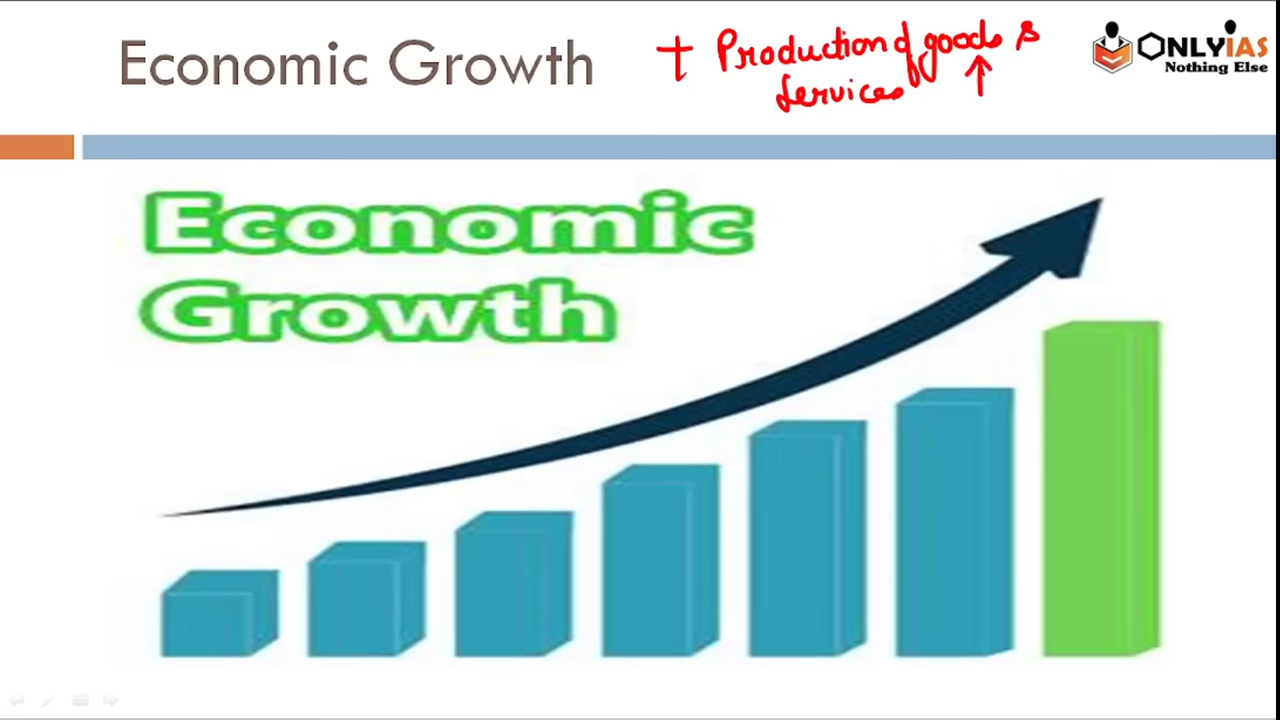 Economic Growth
+ Production of goods &
Services ↑
ONLYIAS
Nothing Else
Economic
Growth